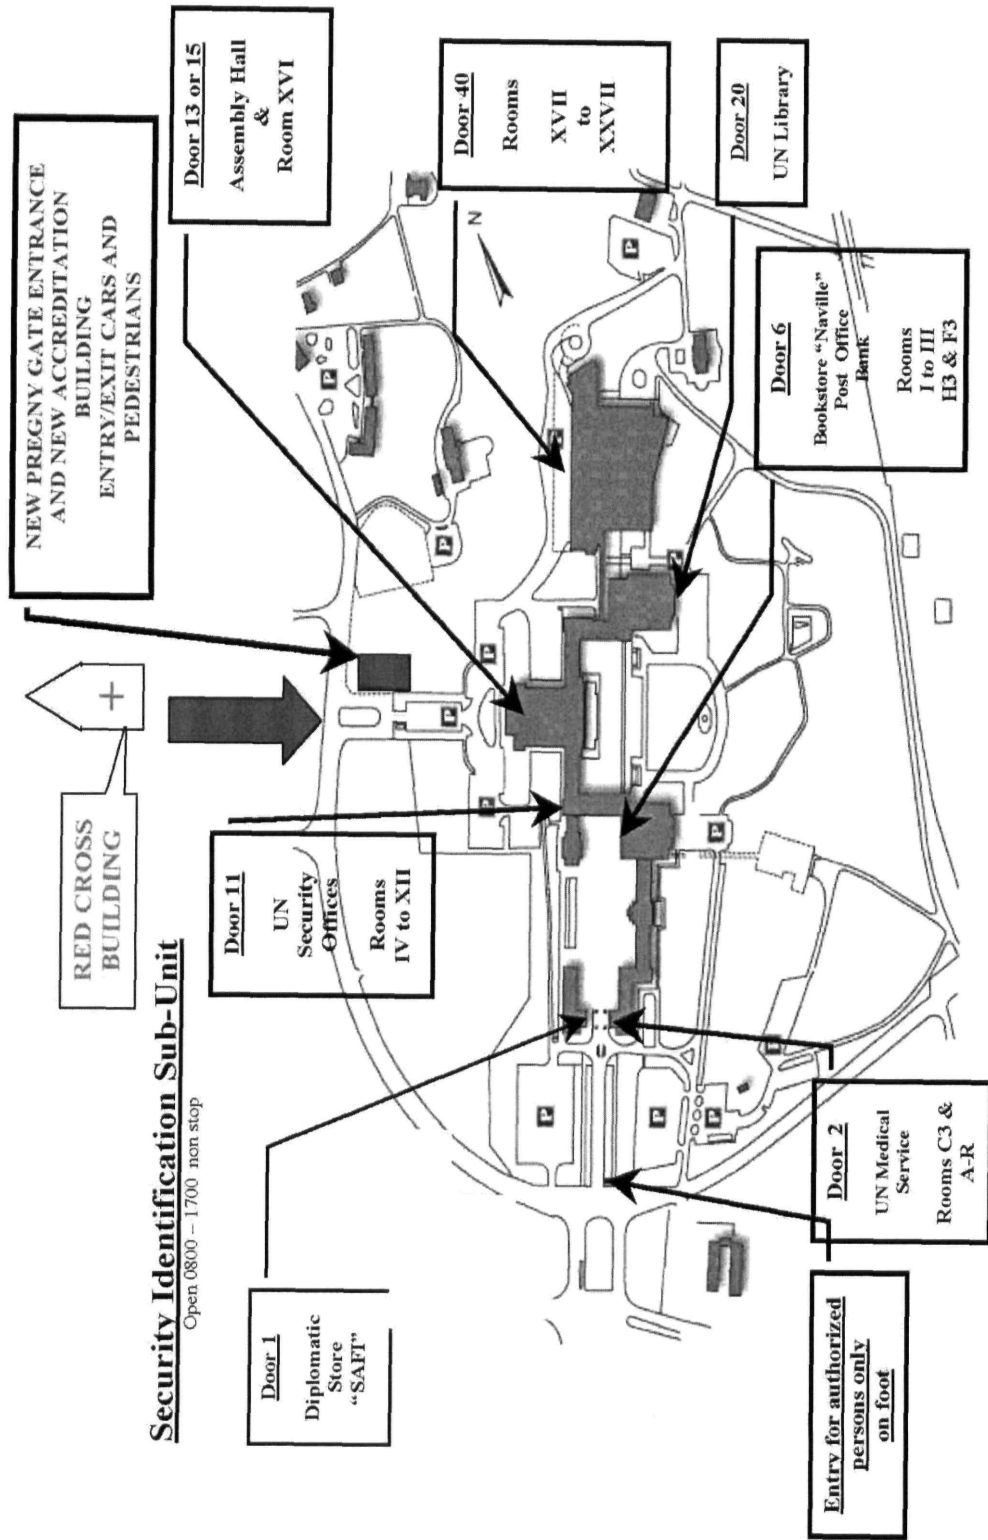 Security Identification Sub-Unit
Open 0800 – 1700 non stop
RED CROSS
BUILDING
NEW PREGNY GATE ENTRANCE
AND NEW ACCREDITATION
BUILDING
ENTRY/EXIT CARS AND
PEDESTRIANS
Door 13 or 15
Assembly Hall
&
Room XVI
Door 11
UN
Security
Offices
Rooms
IV to XII
Door 40
Rooms
XVII
to
XXVII
Door 1
Diplomatic
Store
“SAFI”
Door 20
UN Library
N
P
P
P
P
P
P
P
P
P
P
P
P
P
P
Door 6
Bookstore “Naville”
Post Office
Bank
Rooms
I to III
H3 & F3
Door 2
UN Medical
Service
Rooms C3 &
A-R
Entry for authorized
persons only
on foot